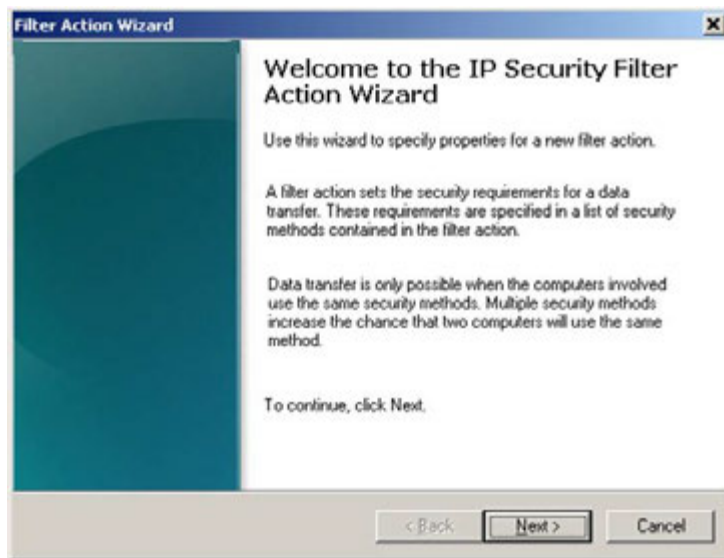 Filter Action Wizard
Welcome to the IP Security Filter
Action Wizard
Use this wizard to specify properties for a new filter action.
A filter action sets the security requirements for a data
transfer. These requirements are specified in a list of security
methods contained in the filter action.
Data transfer is only possible when the computers involved
use the same security methods. Multiple security methods
increase the chance that two computers will use the same
method.
To continue, click Next.
< Back
Next >
Cancel